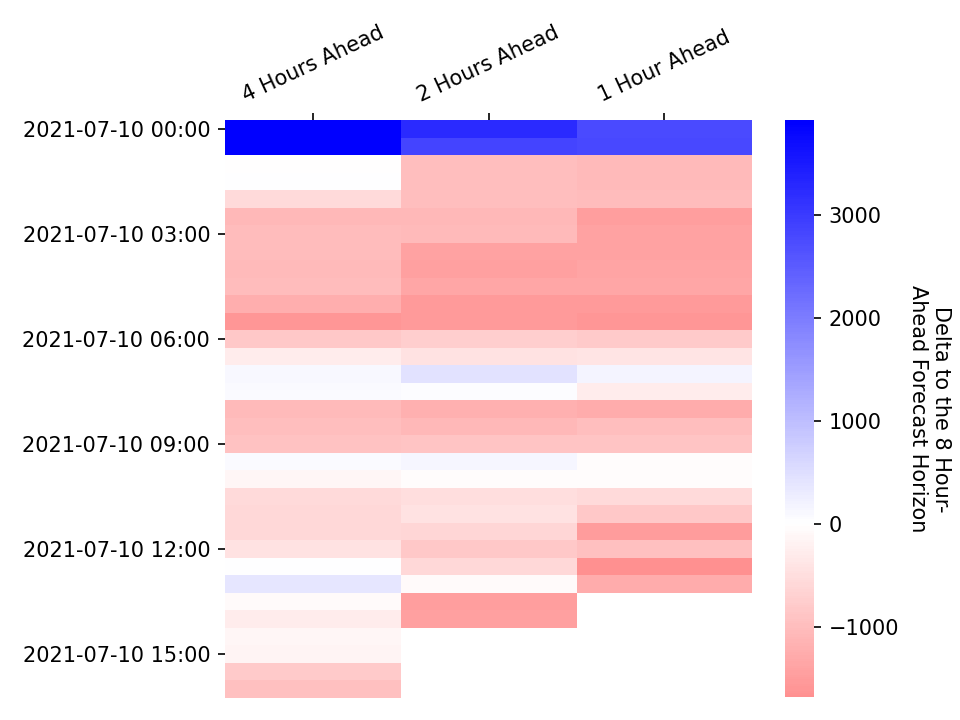 4 Hours Ahead
2 Hours Ahead
1 Hour Ahead
2021-07-10 00:00
2021-07-10 03:00
2021-07-10 06:00
2021-07-10 09:00
2021-07-10 12:00
2021-07-10 15:00
3000
2000
1000
0
−1000
Delta to the 8 Hour-
Ahead Forecast Horizon